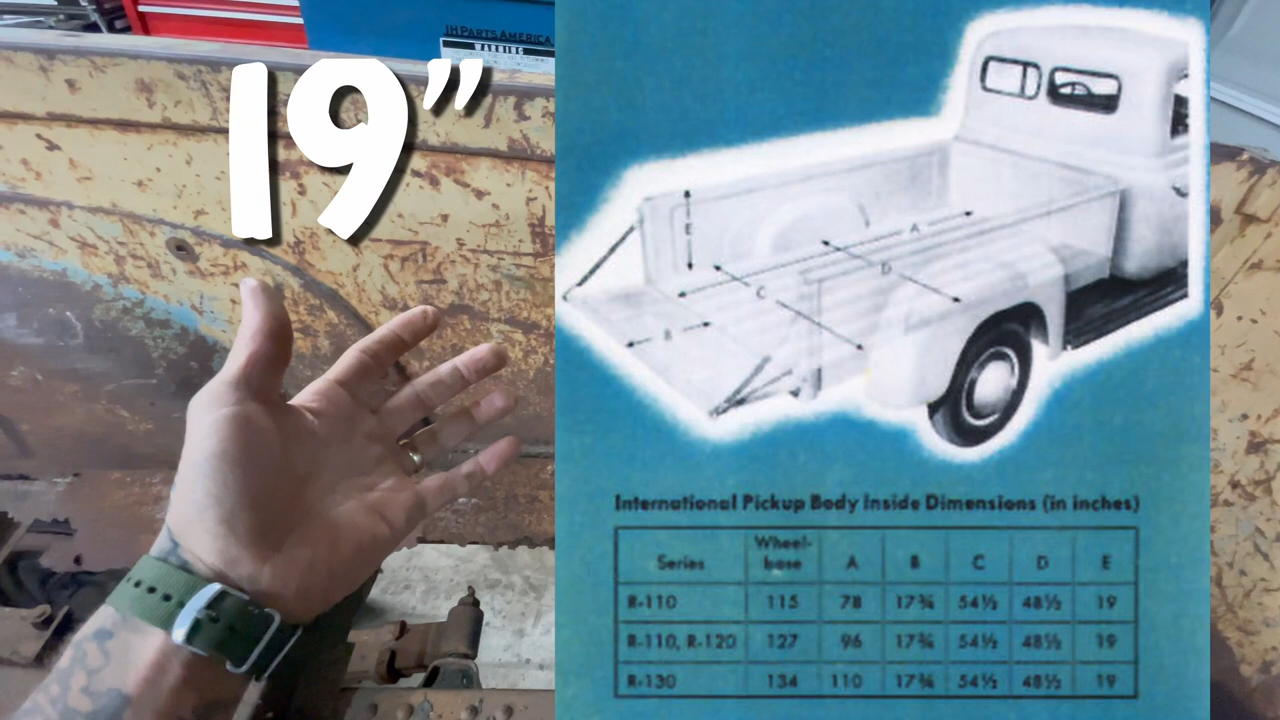 IH PARTS AMERICA
WARNING
19”
E
A
D
C
B
International Pickup Body Inside Dimensions (in inches)
Series Wheel-base A B C D E
R-110 115 78 17¾ 54½ 48½ 19
R-110, R-120 127 96 17¾ 54½ 48½ 19
R-130 134 110 17¾ 54½ 48½ 19